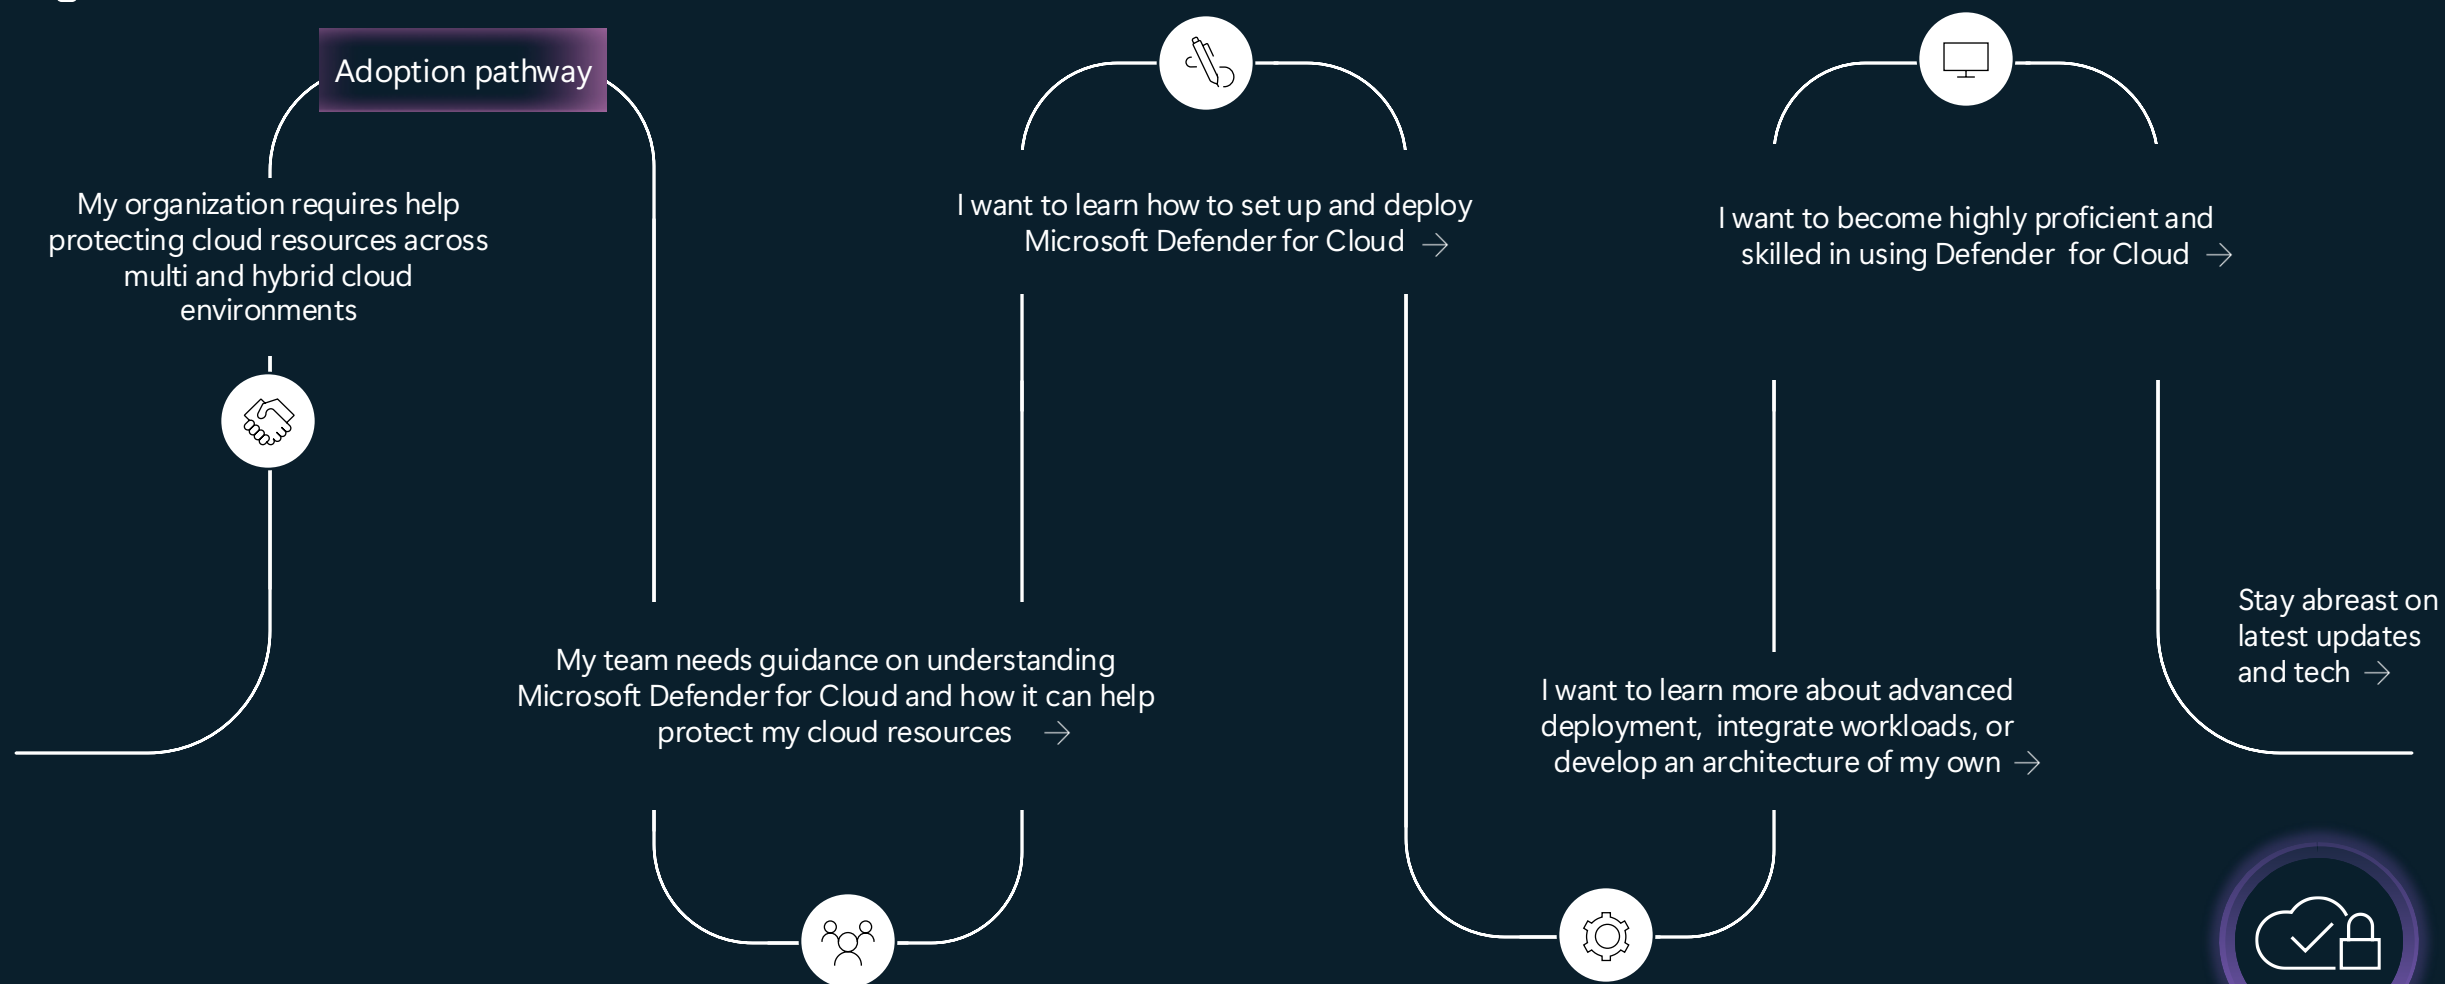 Adoption pathway
My organization requires help
protecting cloud resources across
multi and hybrid cloud
environments
My team needs guidance on understanding
Microsoft Defender for Cloud and how it can help
protect my cloud resources →
I want to learn how to set up and deploy
Microsoft Defender for Cloud →
I want to learn more about advanced
deployment,  integrate workloads, or
develop an architecture of my own →
I want to become highly proficient and
skilled in using Defender  for Cloud →
Stay abreast on
latest updates
and tech →